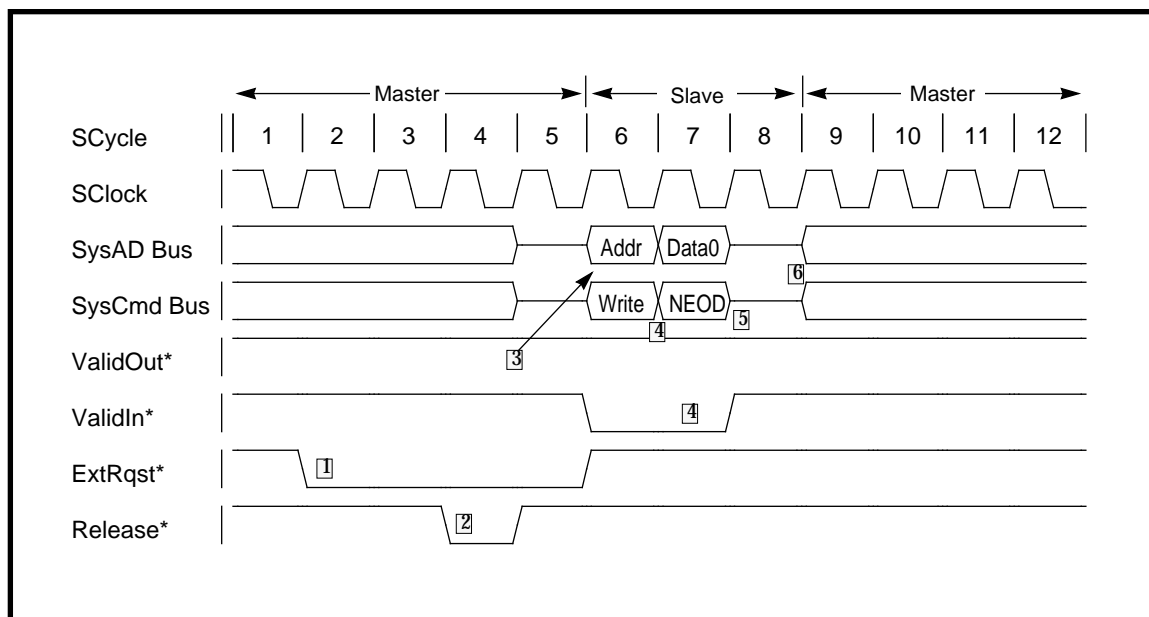 Master Slave Master
SCycle 1 2 3 4 5 6 7 8 9 10 11 12
SClock
SysAD Bus Addr Data0
6
SysCmd Bus Write NEOD
4 5
ValidOut* 3
ValidIn* 4
ExtRqst* 1
Release* 2